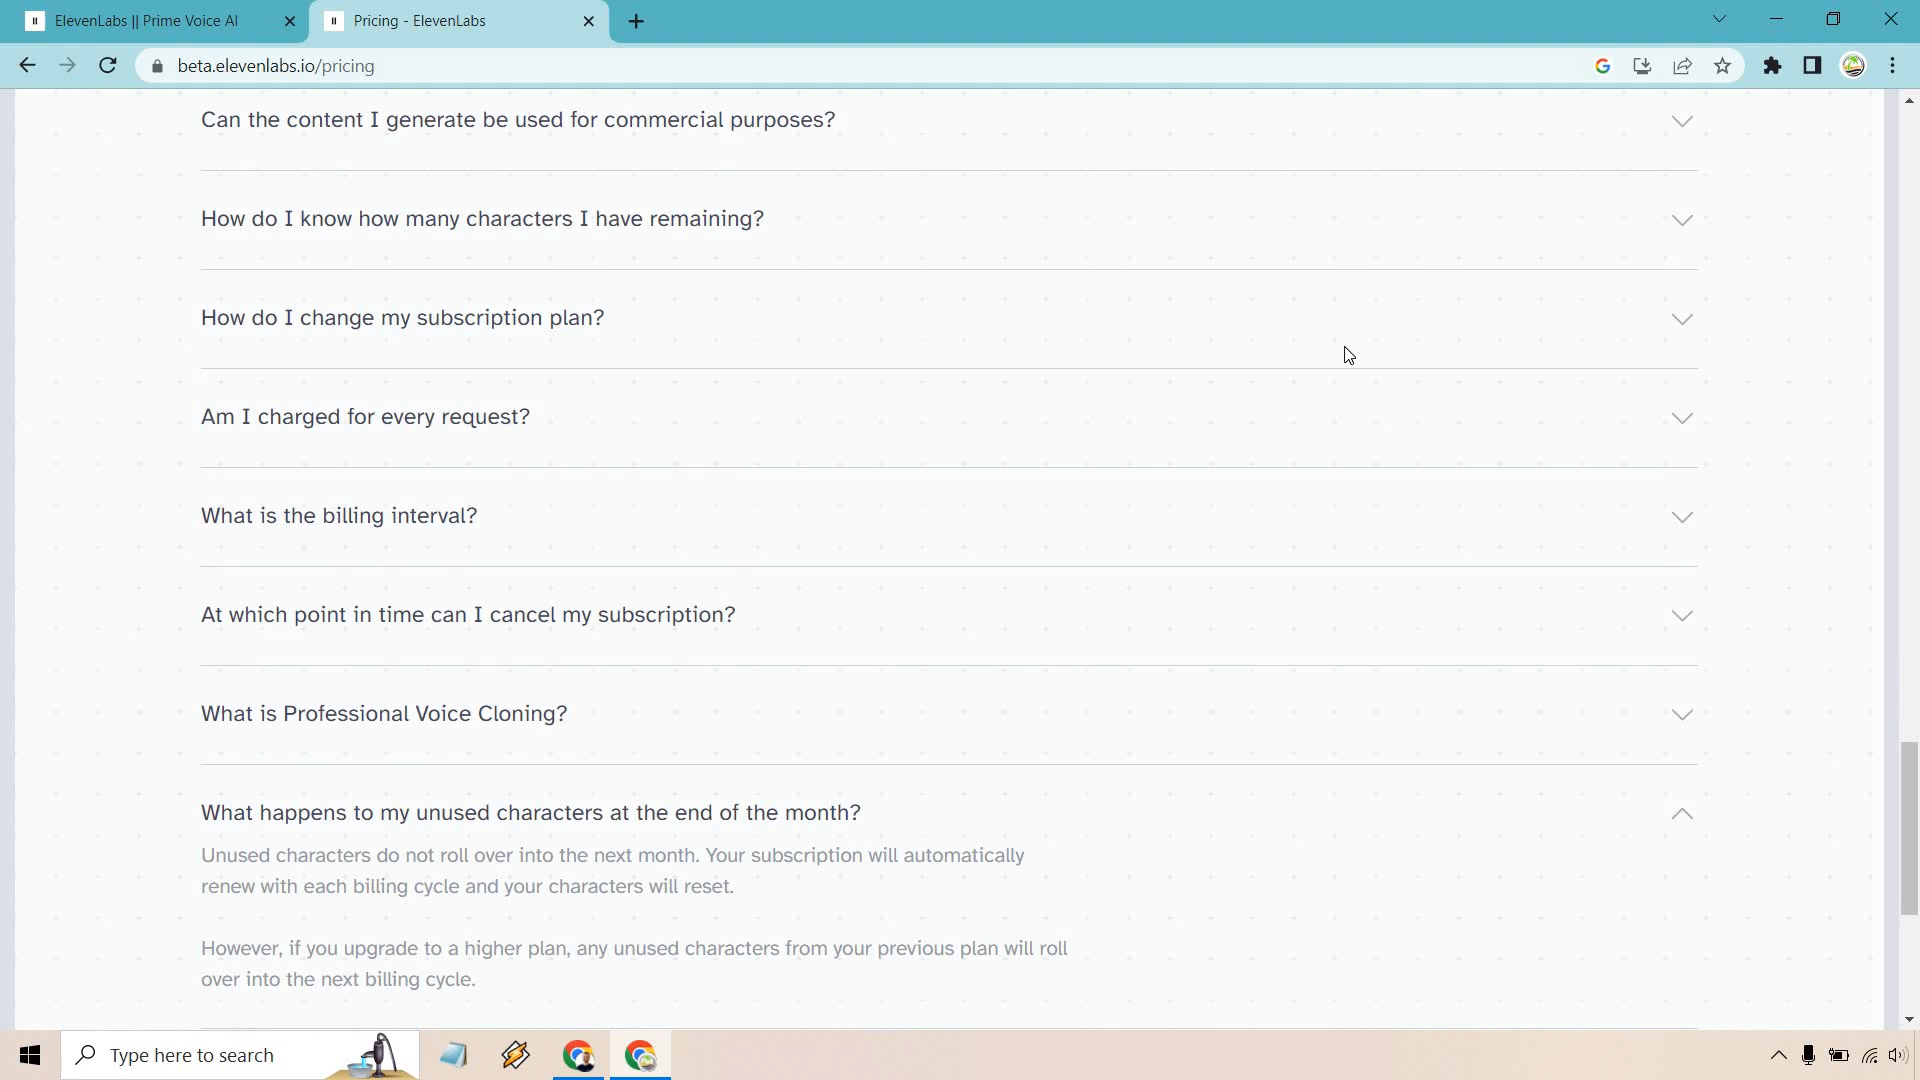 ElevenLabs || Prime Voice AI
Pricing - ElevenLabs
beta.elevenlabs.io/pricing
Can the content I generate be used for commercial purposes?
How do I know how many characters I have remaining?
How do I change my subscription plan?
Am I charged for every request?
What is the billing interval?
At which point in time can I cancel my subscription?
What is Professional Voice Cloning?
What happens to my unused characters at the end of the month?
Unused characters do not roll over into the next month. Your subscription will automatically
renew with each billing cycle and your characters will reset.
However, if you upgrade to a higher plan, any unused characters from your previous plan will roll
over into the next billing cycle.
Type here to search